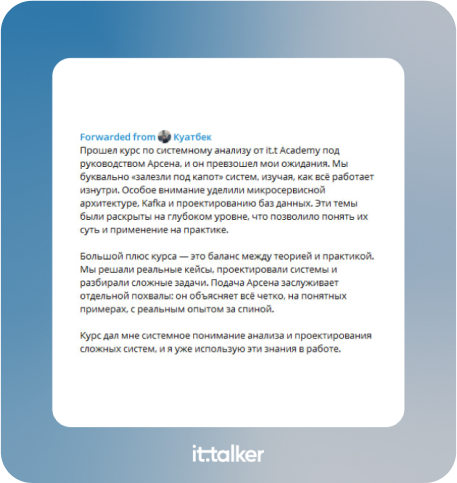 Forwarded from Куатбек
Прошел курс по системному анализу от it.t Academy под
руководством Арсена, и он превзошел мои ожидания. Мы
буквально «залезли под капот» систем, изучая, как всё работает
изнутри. Особое внимание уделили микросервисной
архитектуре, Kafka и проектированию баз данных. Эти темы
были раскрыты на глубоком уровне, что позволило понять их
суть и применение на практике.
Большой плюс курса — это баланс между теорией и практикой.
Мы решали реальные кейсы, проектировали системы и
разбирали сложные задачи. Подача Арсена заслуживает
отдельной похвалы: он объясняет всё четко, на понятных
примерах, с реальным опытом за спиной.
Курс дал мне системное понимание анализа и проектирования
сложных систем, и я уже использую эти знания в работе.
it:talker